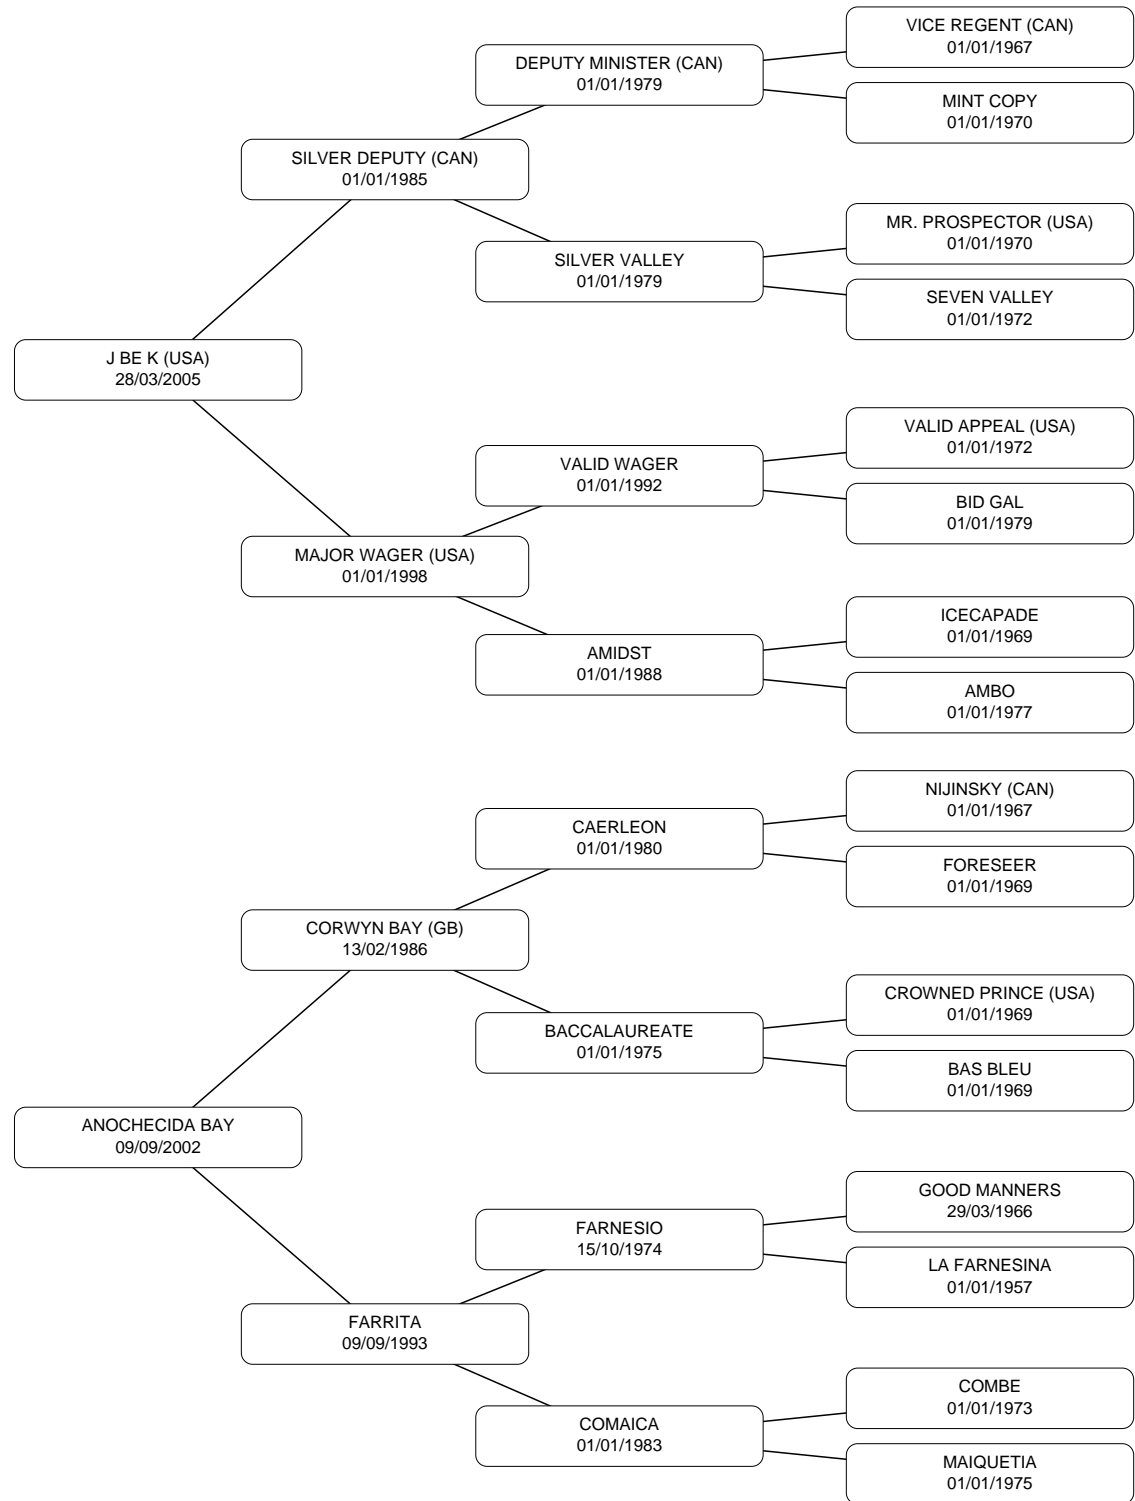 VICE REGENT (CAN)
01/01/1967
DEPUTY MINISTER (CAN)
01/01/1979
MINT COPY
01/01/1970
SILVER DEPUTY (CAN)
01/01/1985
MR. PROSPECTOR (USA)
01/01/1970
SILVER VALLEY
01/01/1979
SEVEN VALLEY
01/01/1972
J BE K (USA)
28/03/2005
VALID APPEAL (USA)
01/01/1972
VALID WAGER
01/01/1992
BID GAL
01/01/1979
MAJOR WAGER (USA)
01/01/1998
ICECAPADE
01/01/1969
AMIDST
01/01/1988
AMBO
01/01/1977
NIJINSKY (CAN)
01/01/1967
CAERLEON
01/01/1980
FORESEER
01/01/1969
CORWYN BAY (GB)
13/02/1986
CROWNED PRINCE (USA)
01/01/1969
BACCALAUREATE
01/01/1975
BAS BLEU
01/01/1969
ANOCHECIDA BAY
09/09/2002
GOOD MANNERS
29/03/1966
FARNESIO
15/10/1974
LA FARNESINA
01/01/1957
FARRITA
09/09/1993
COMBE
01/01/1973
COMAICA
01/01/1983
MAIQUETIA
01/01/1975